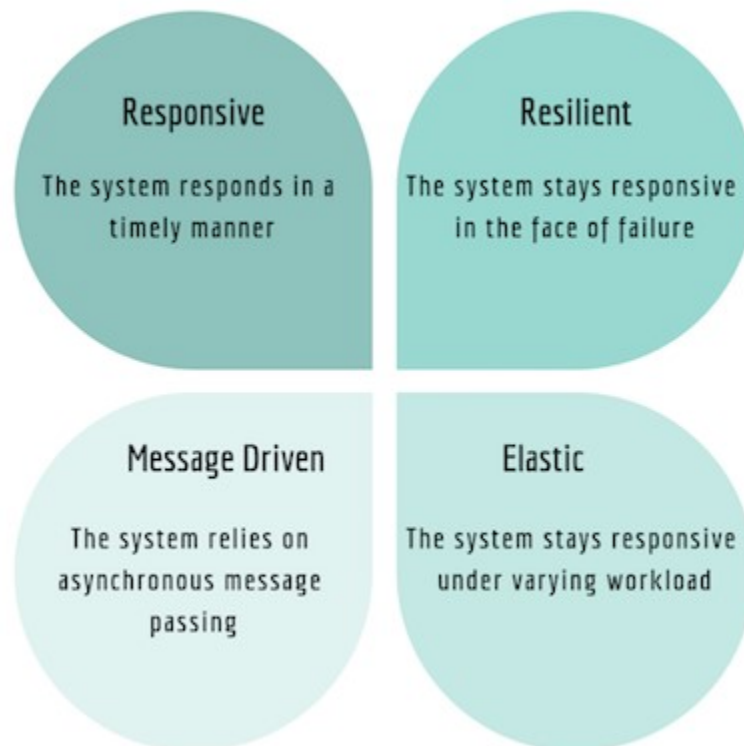 Responsive
The system responds in a
timely manner
Resilient
The system stays responsive
in the face of failure
Message Driven
The system relies on
asynchronous message
passing
Elastic
The system stays responsive
under varying workload